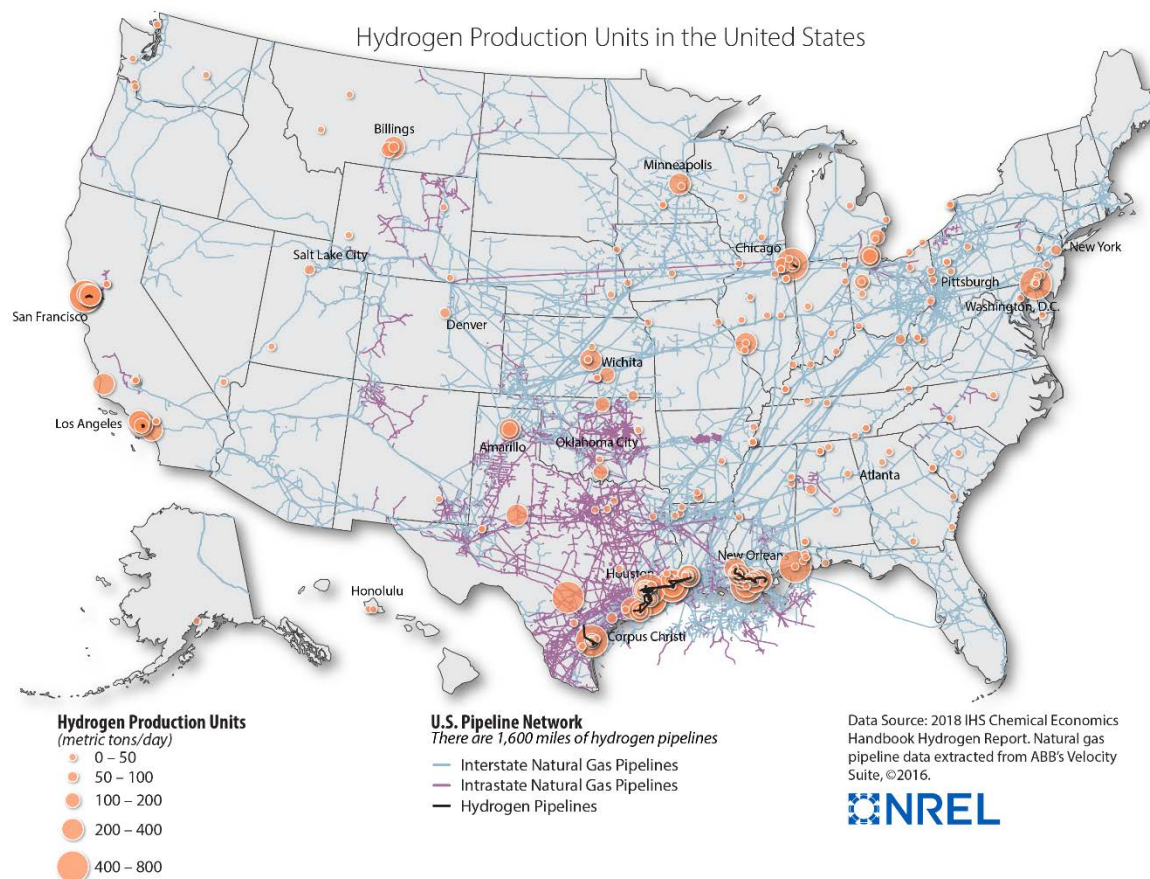 Hydrogen Production Units in the United States
Billings
Minneapolis
Chicago
New York
Salt Lake City
Pittsburgh
San Francisco
Denver
Washington, D.C.
Wichita
Los Angeles
Amarillo
Oklahoma City
Atlanta
New Orleans
Houston
Honolulu
Corpus Christi
Hydrogen Production Units
(metric tons/day)
0 – 50
50 – 100
100 – 200
200 – 400
400 – 800
U.S. Pipeline Network
There are 1,600 miles of hydrogen pipelines
Interstate Natural Gas Pipelines
Intrastate Natural Gas Pipelines
Hydrogen Pipelines
Data Source: 2018 IHS Chemical Economics
Handbook Hydrogen Report. Natural gas
pipeline data extracted from ABB's Velocity
Suite, ©2016.
NREL